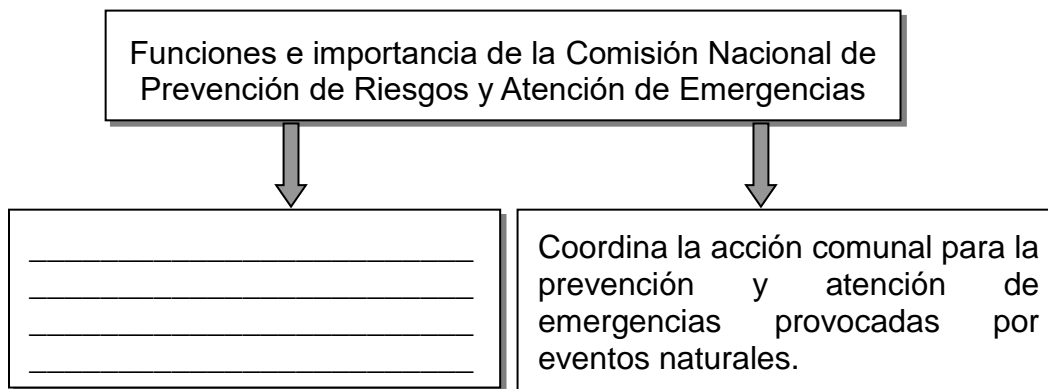 Funciones e importancia de la Comisión Nacional de
Prevención de Riesgos y Atención de Emergencias
Coordina la acción comunal para la
prevención y atención de
emergencias provocadas por
eventos naturales.